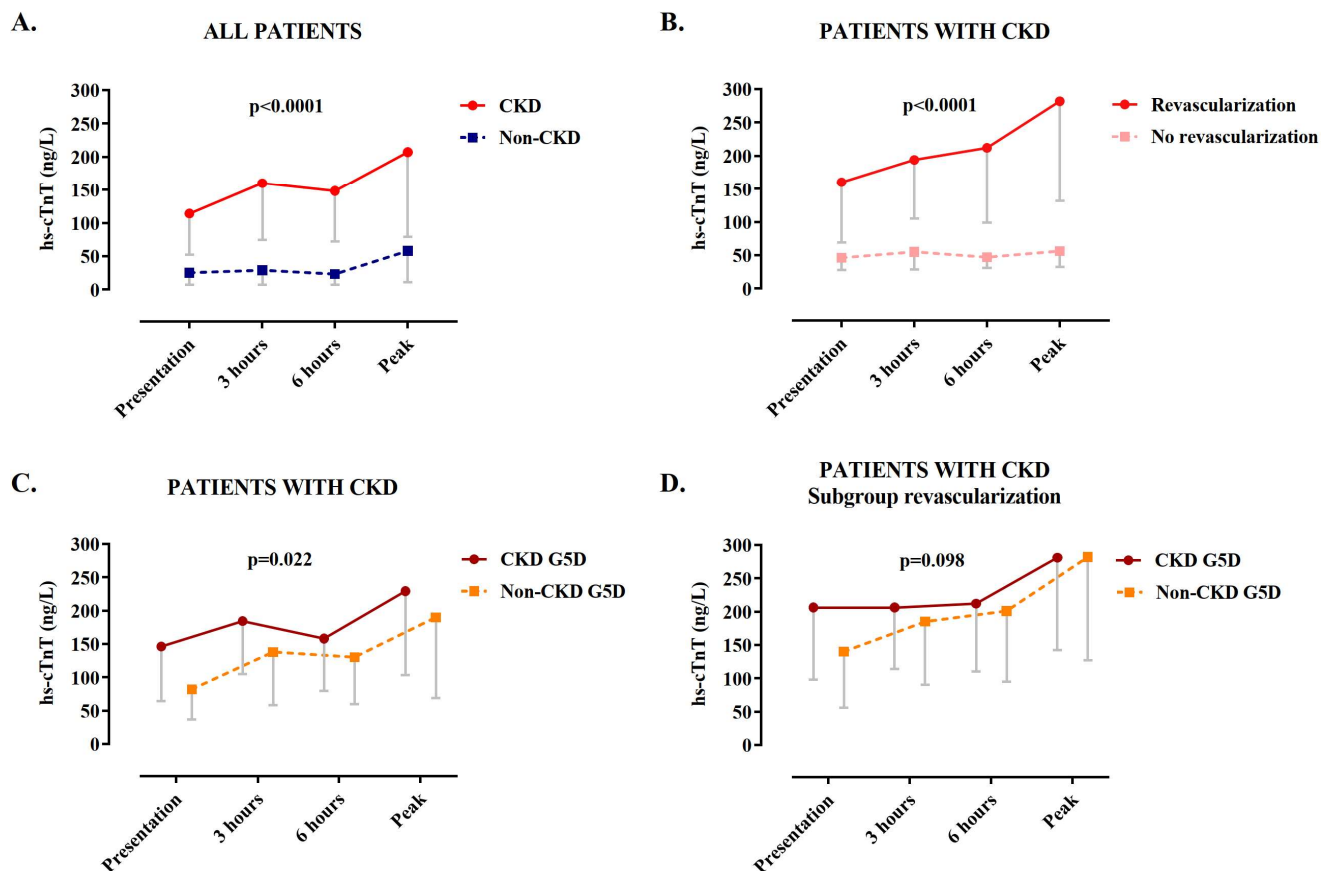 A.
ALL PATIENTS
hs-cTnT (ng/L)
300
250
200
150
100
50
0
p<0.0001
CKD
Non-CKD
Presentation
3 hours
6 hours
Peak
B.
PATIENTS WITH CKD
hs-cTnT (ng/L)
300
250
200
150
100
50
0
p<0.0001
Revascularization
No revascularization
Presentation
3 hours
6 hours
Peak
C.
PATIENTS WITH CKD
hs-cTnT (ng/L)
300
250
200
150
100
50
0
p=0.022
CKD G5D
Non-CKD G5D
Presentation
3 hours
6 hours
Peak
D.
PATIENTS WITH CKD
Subgroup revascularization
hs-cTnT (ng/L)
300
250
200
150
100
50
0
p=0.098
CKD G5D
Non-CKD G5D
Presentation
3 hours
6 hours
Peak